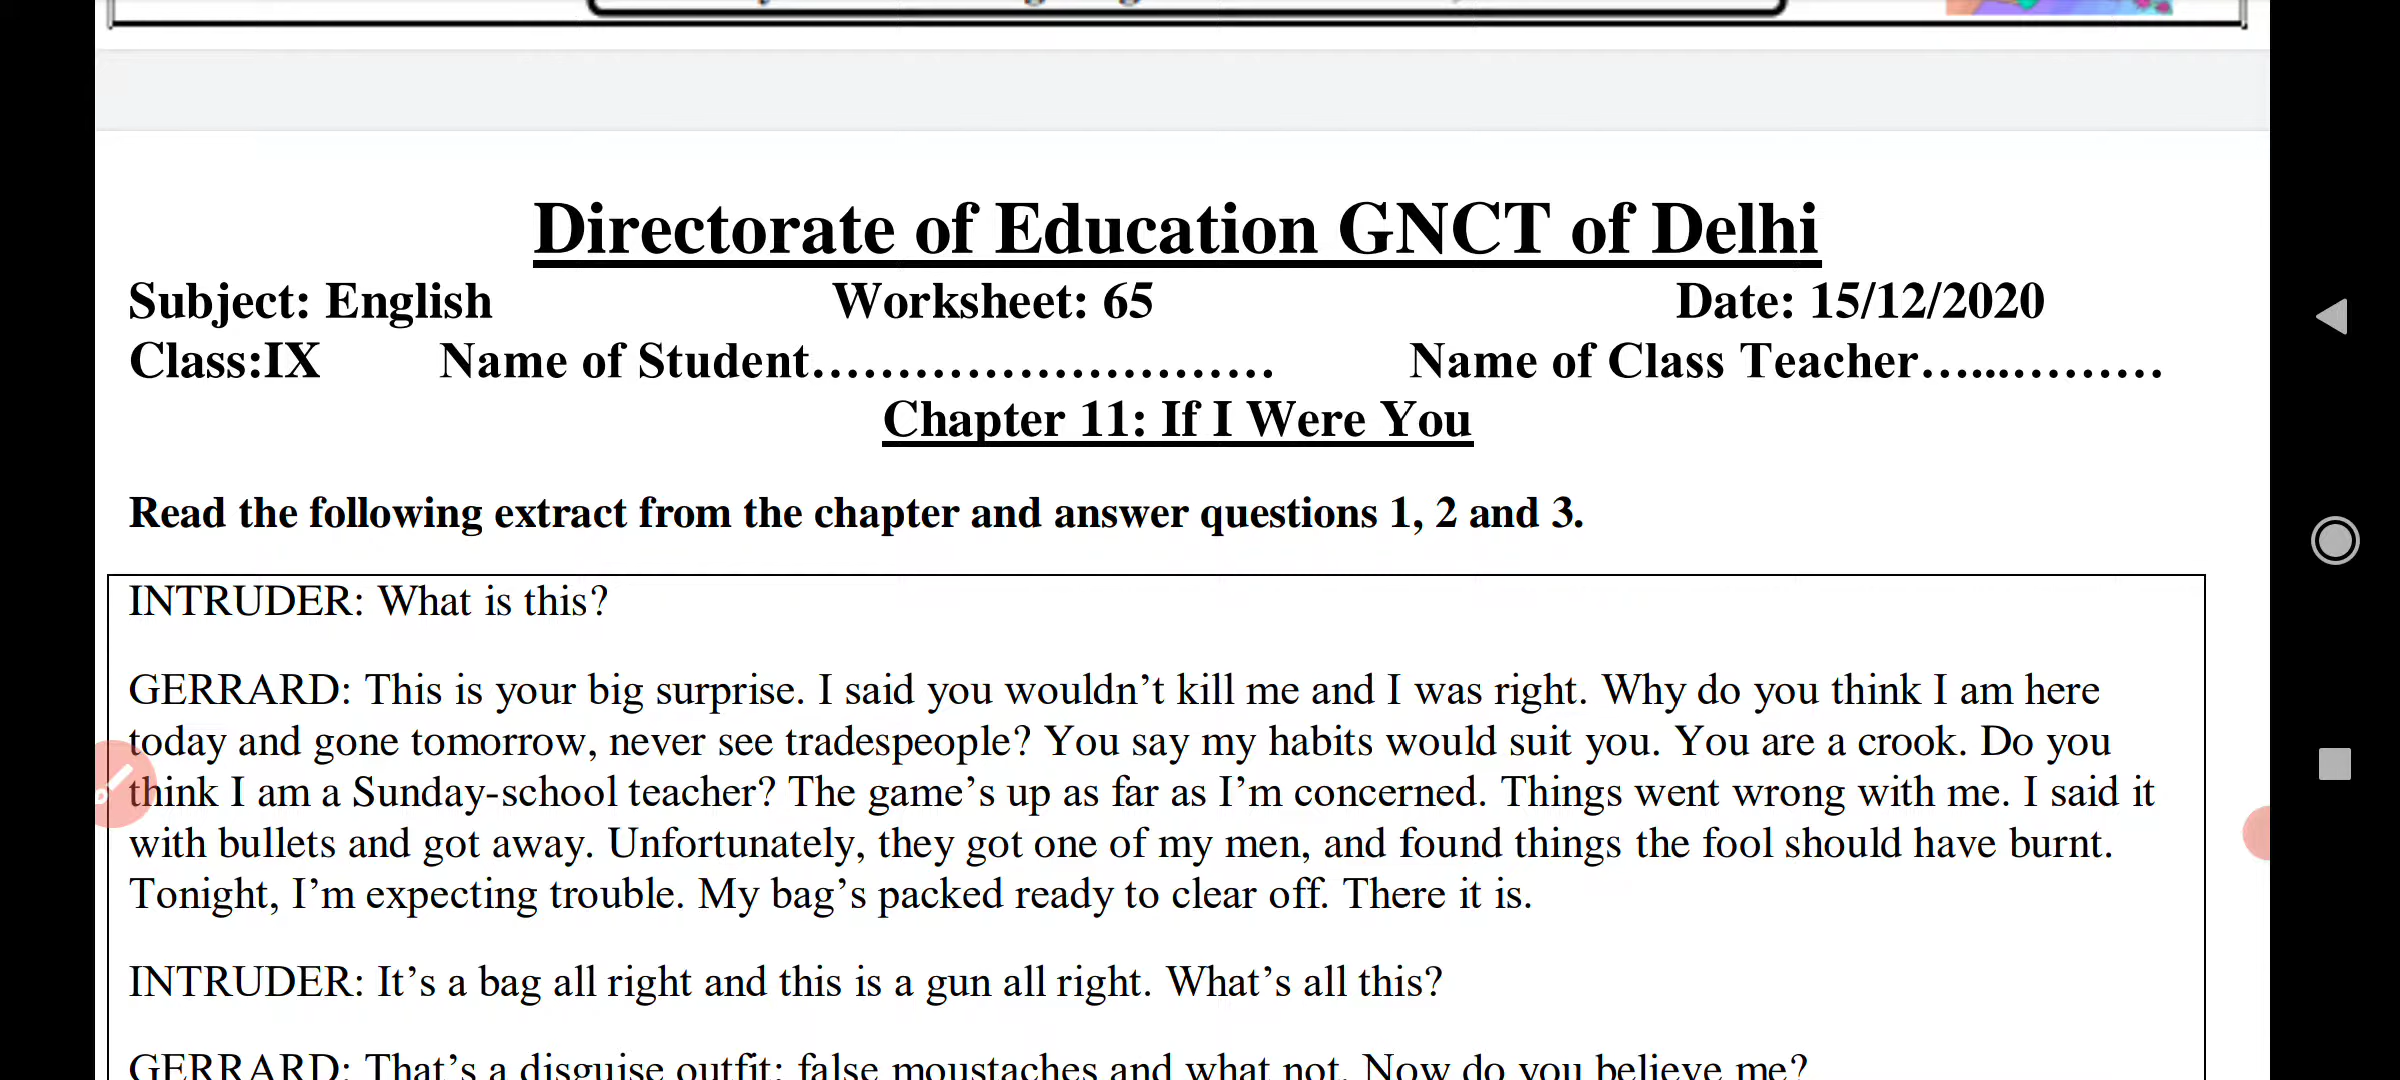 Directorate of Education GNCT of Delhi
Subject: English Worksheet: 65 Date: 15/12/2020
Class:IX Name of Student………………………… Name of Class Teacher…...………
Chapter 11: If I Were You
Read the following extract from the chapter and answer questions 1, 2 and 3.
INTRUDER: What is this?
GERRARD: This is your big surprise. I said you wouldn’t kill me and I was right. Why do you think I am here
today and gone tomorrow, never see tradespeople? You say my habits would suit you. You are a crook. Do you
think I am a Sunday-school teacher? The game’s up as far as I’m concerned. Things went wrong with me. I said it
with bullets and got away. Unfortunately, they got one of my men, and found things the fool should have burnt.
Tonight, I’m expecting trouble. My bag’s packed ready to clear off. There it is.
INTRUDER: It’s a bag all right and this is a gun all right. What’s all this?
GERRARD: That’s a disguise outfit; false moustaches and what not. Now do you believe me?